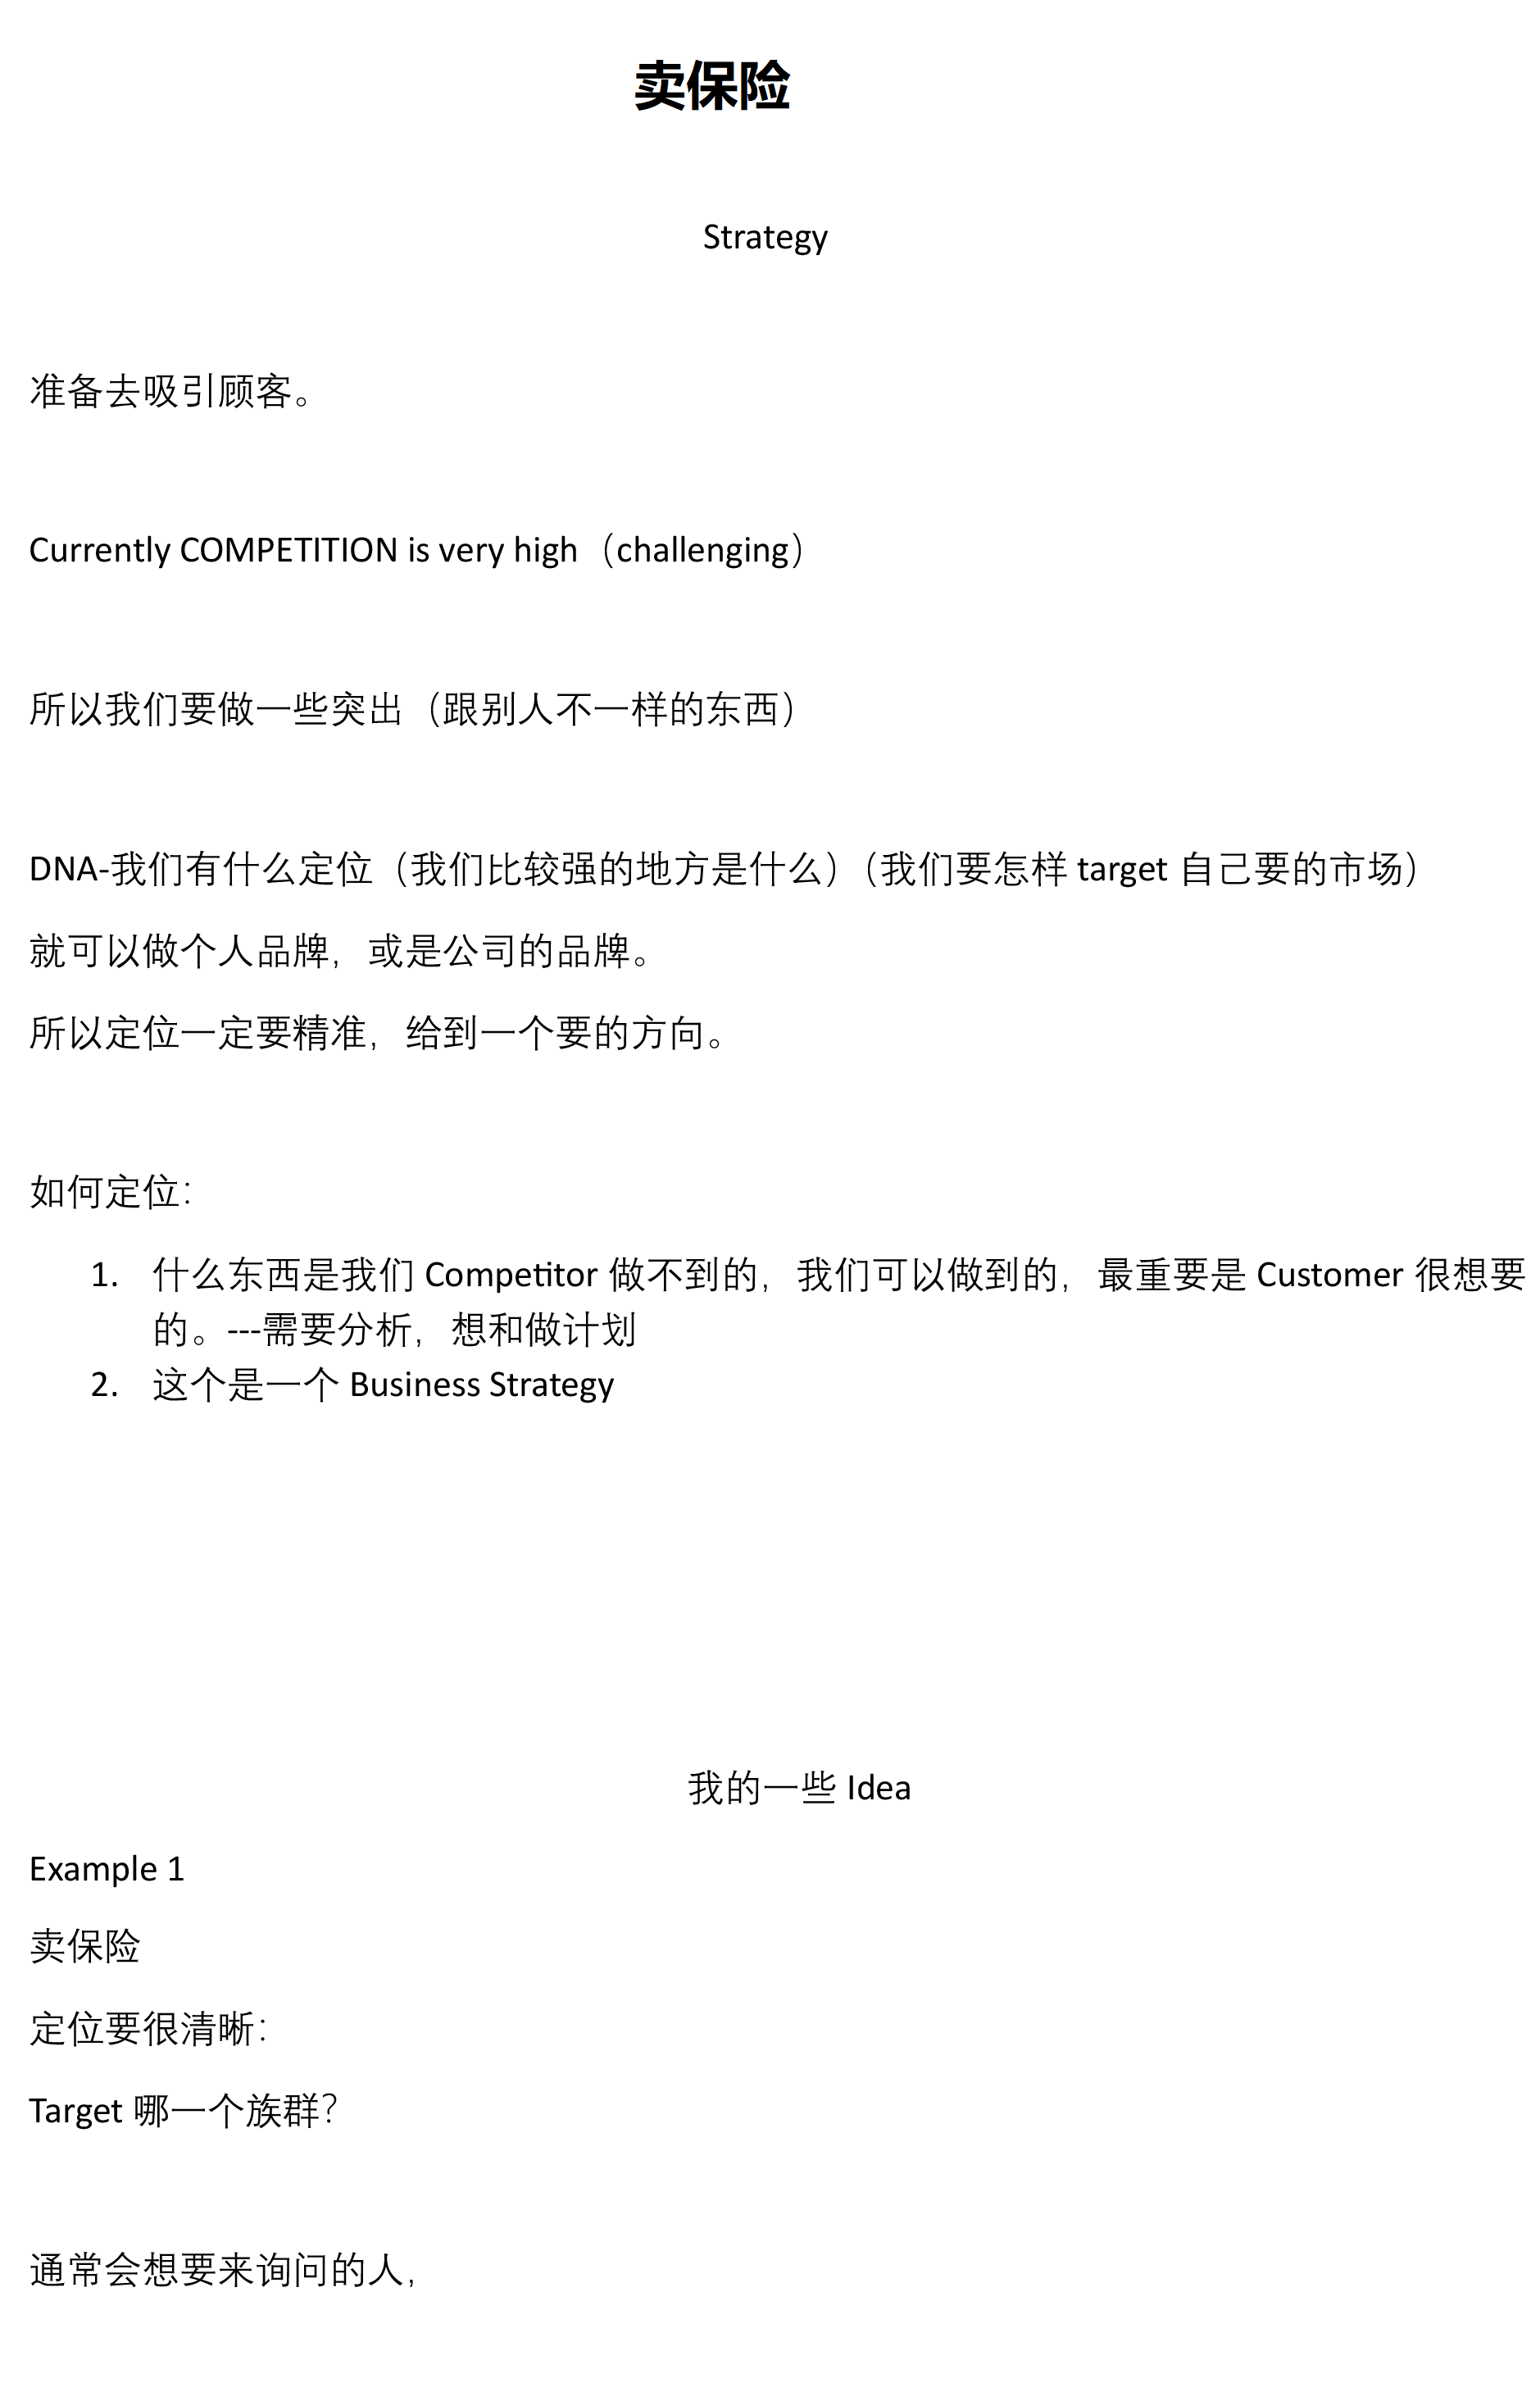 卖保险
Strategy
准备去吸引顾客。
Currently COMPETITION is very high（challenging）
所以我们要做一些突出（跟别人不一样的东西）
DNA-我们有什么定位（我们比较强的地方是什么）（我们要怎样 target 自己要的市场）
就可以做个人品牌，或是公司的品牌。
所以定位一定要精准，给到一个要的方向。
如何定位：
1. 什么东西是我们 Competitor 做不到的，我们可以做到的，最重要是 Customer 很想要
的。---需要分析，想和做计划
2. 这个是一个 Business Strategy
我的一些 Idea
Example 1
卖保险
定位要很清晰：
Target 哪一个族群？
通常会想要来询问的人，